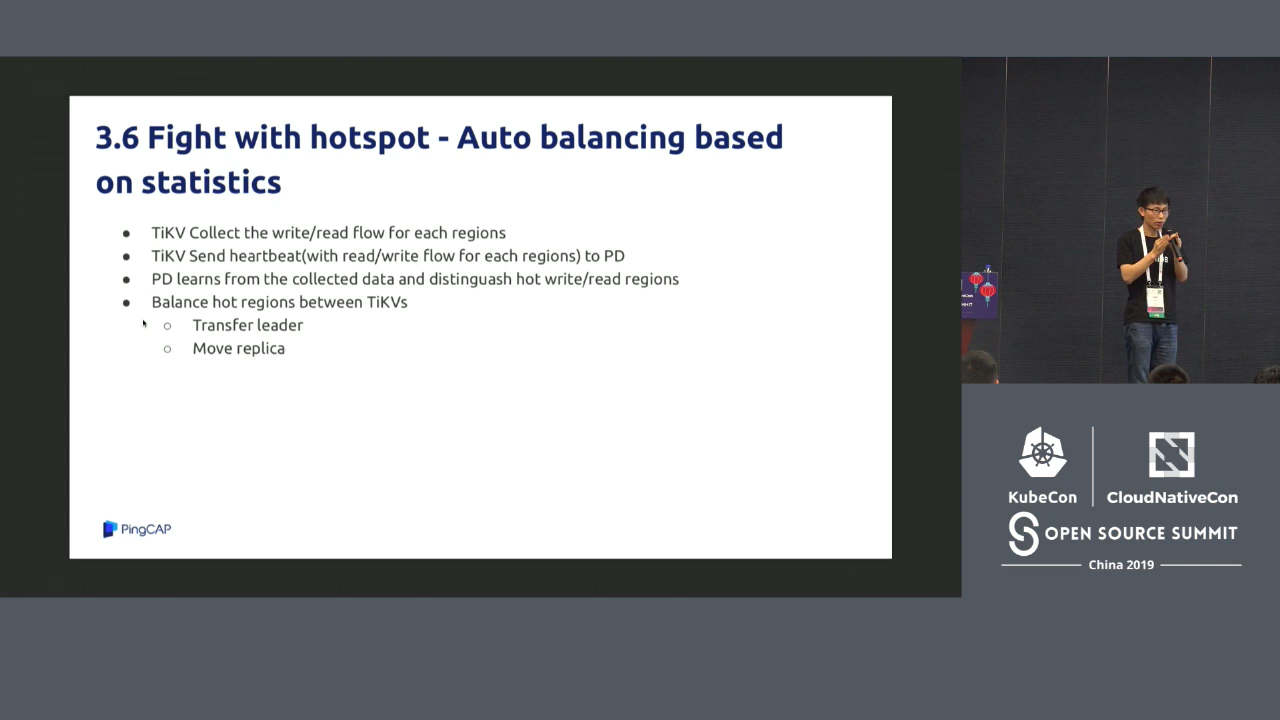 3.6 Fight with hotspot - Auto balancing based
on statistics
● TiKV Collect the write/read flow for each regions
● TiKV Send heartbeat(with read/write flow for each regions) to PD
● PD learns from the collected data and distinguash hot write/read regions
● Balance hot regions between TiKVs
○ Transfer leader
○ Move replica
PingCAP
KubeCon
CloudNativeCon
OPEN SOURCE SUMMIT
China 2019